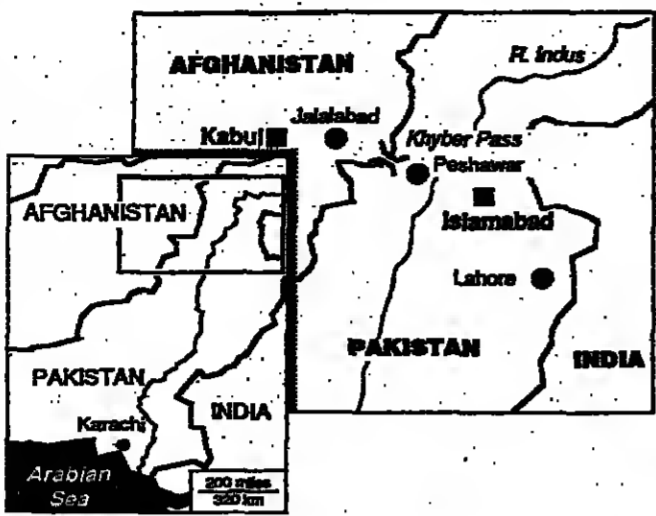 AFGHANISTAN
R. Indus
Jalalabad
Kabul
Khyber Pass
Peshawar
Islamabad
Lahore
PAKISTAN
INDIA
AFGHANISTAN
PAKISTAN
INDIA
Karachi
Arabian
Sea
200 miles
320 km